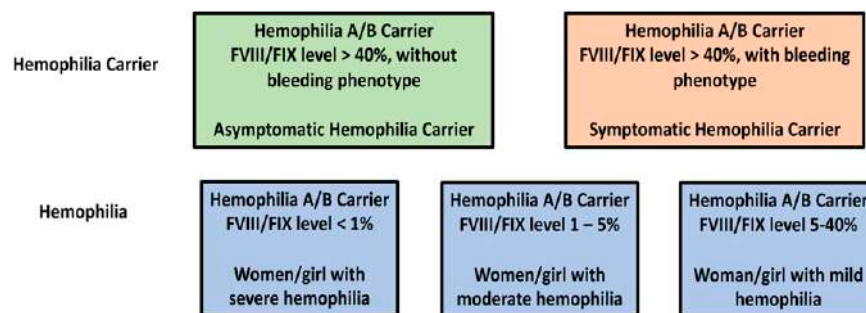 Hemophilia Carrier
Hemophilia A/B Carrier
FVIII/FIX level > 40%, without
bleeding phenotype
Asymptomatic Hemophilia Carrier
Hemophilia A/B Carrier
FVIII/FIX level > 40%, with bleeding
phenotype
Symptomatic Hemophilia Carrier
Hemophilia
Hemophilia A/B Carrier
FVIII/FIX level < 1%
Women/girl with
severe hemophilia
Hemophilia A/B Carrier
FVIII/FIX level 1 – 5%
Women/girl with
moderate hemophilia
Hemophilia A/B Carrier
FVIII/FIX level 5-40%
Woman/girl with mild
hemophilia